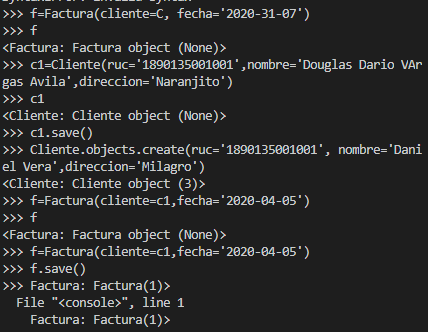 >>> f=Factura(cliente=C, fecha='2020-31-07')
>>> f
<Factura: Factura object (None)>
>>> c1=Cliente(ruc='1890135001001',nombre='Douglas Dario VAr
gas Avila',direccion='Naranjito')
>>> c1
<Cliente: Cliente object (None)>
>>> c1.save()
>>> Cliente.objects.create(ruc='1890135001001', nombre='Dani
el Vera',direccion='Milagro')
<Cliente: Cliente object (3)>
>>> f=Factura(cliente=c1,fecha='2020-04-05')
>>> f
<Factura: Factura object (None)>
>>> f=Factura(cliente=c1,fecha='2020-04-05')
>>> f.save()
>>> Factura: Factura(1)>
  File "<console>", line 1
    Factura: Factura(1)>